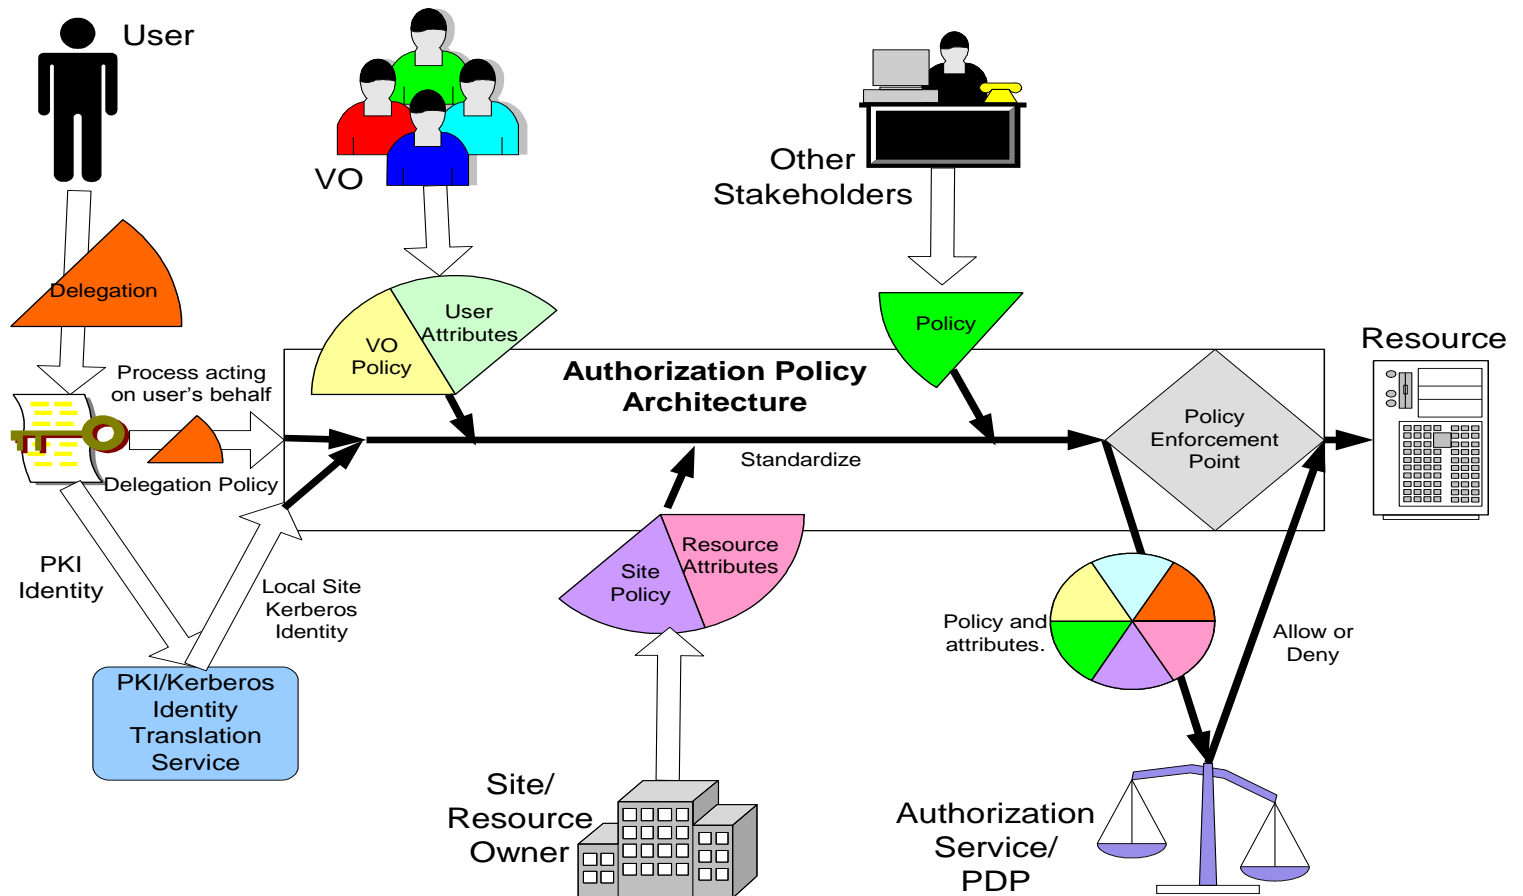 User
VO
Other
Stakeholders
Delegation
User
Attributes
VO
Policy
Policy
Resource
Process acting
on user's behalf
Authorization Policy
Architecture
Policy
Enforcement
Point
Standardize
Delegation Policy
PKI
Identity
Local Site
Kerberos
Identity
Site
Policy
Resource
Attributes
Policy and
attributes.
Allow or
Deny
PKI/Kerberos
Identity
Translation
Service
Site/
Resource
Owner
Authorization
Service/
PDP